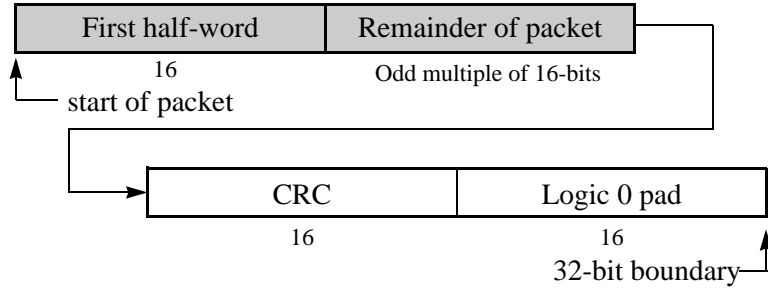 First half-word Remainder of packet
16 Odd multiple of 16-bits
start of packet
CRC Logic 0 pad
16 16
32-bit boundary